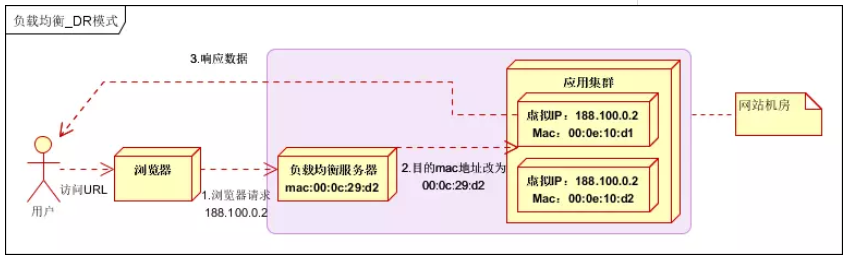 负载均衡_DR模式
3.响应数据
应用集群
虚拟IP：188.100.0.2
Mac：00:0e:10:d1
网站机房
浏览器
负载均衡服务器
mac:00:0c:29:d2
2.目的mac地址改为
00:0c:29:d2
虚拟IP：188.100.0.2
Mac：00:0e:10:d2
访问URL
1.浏览器请求
188.100.0.2
用户